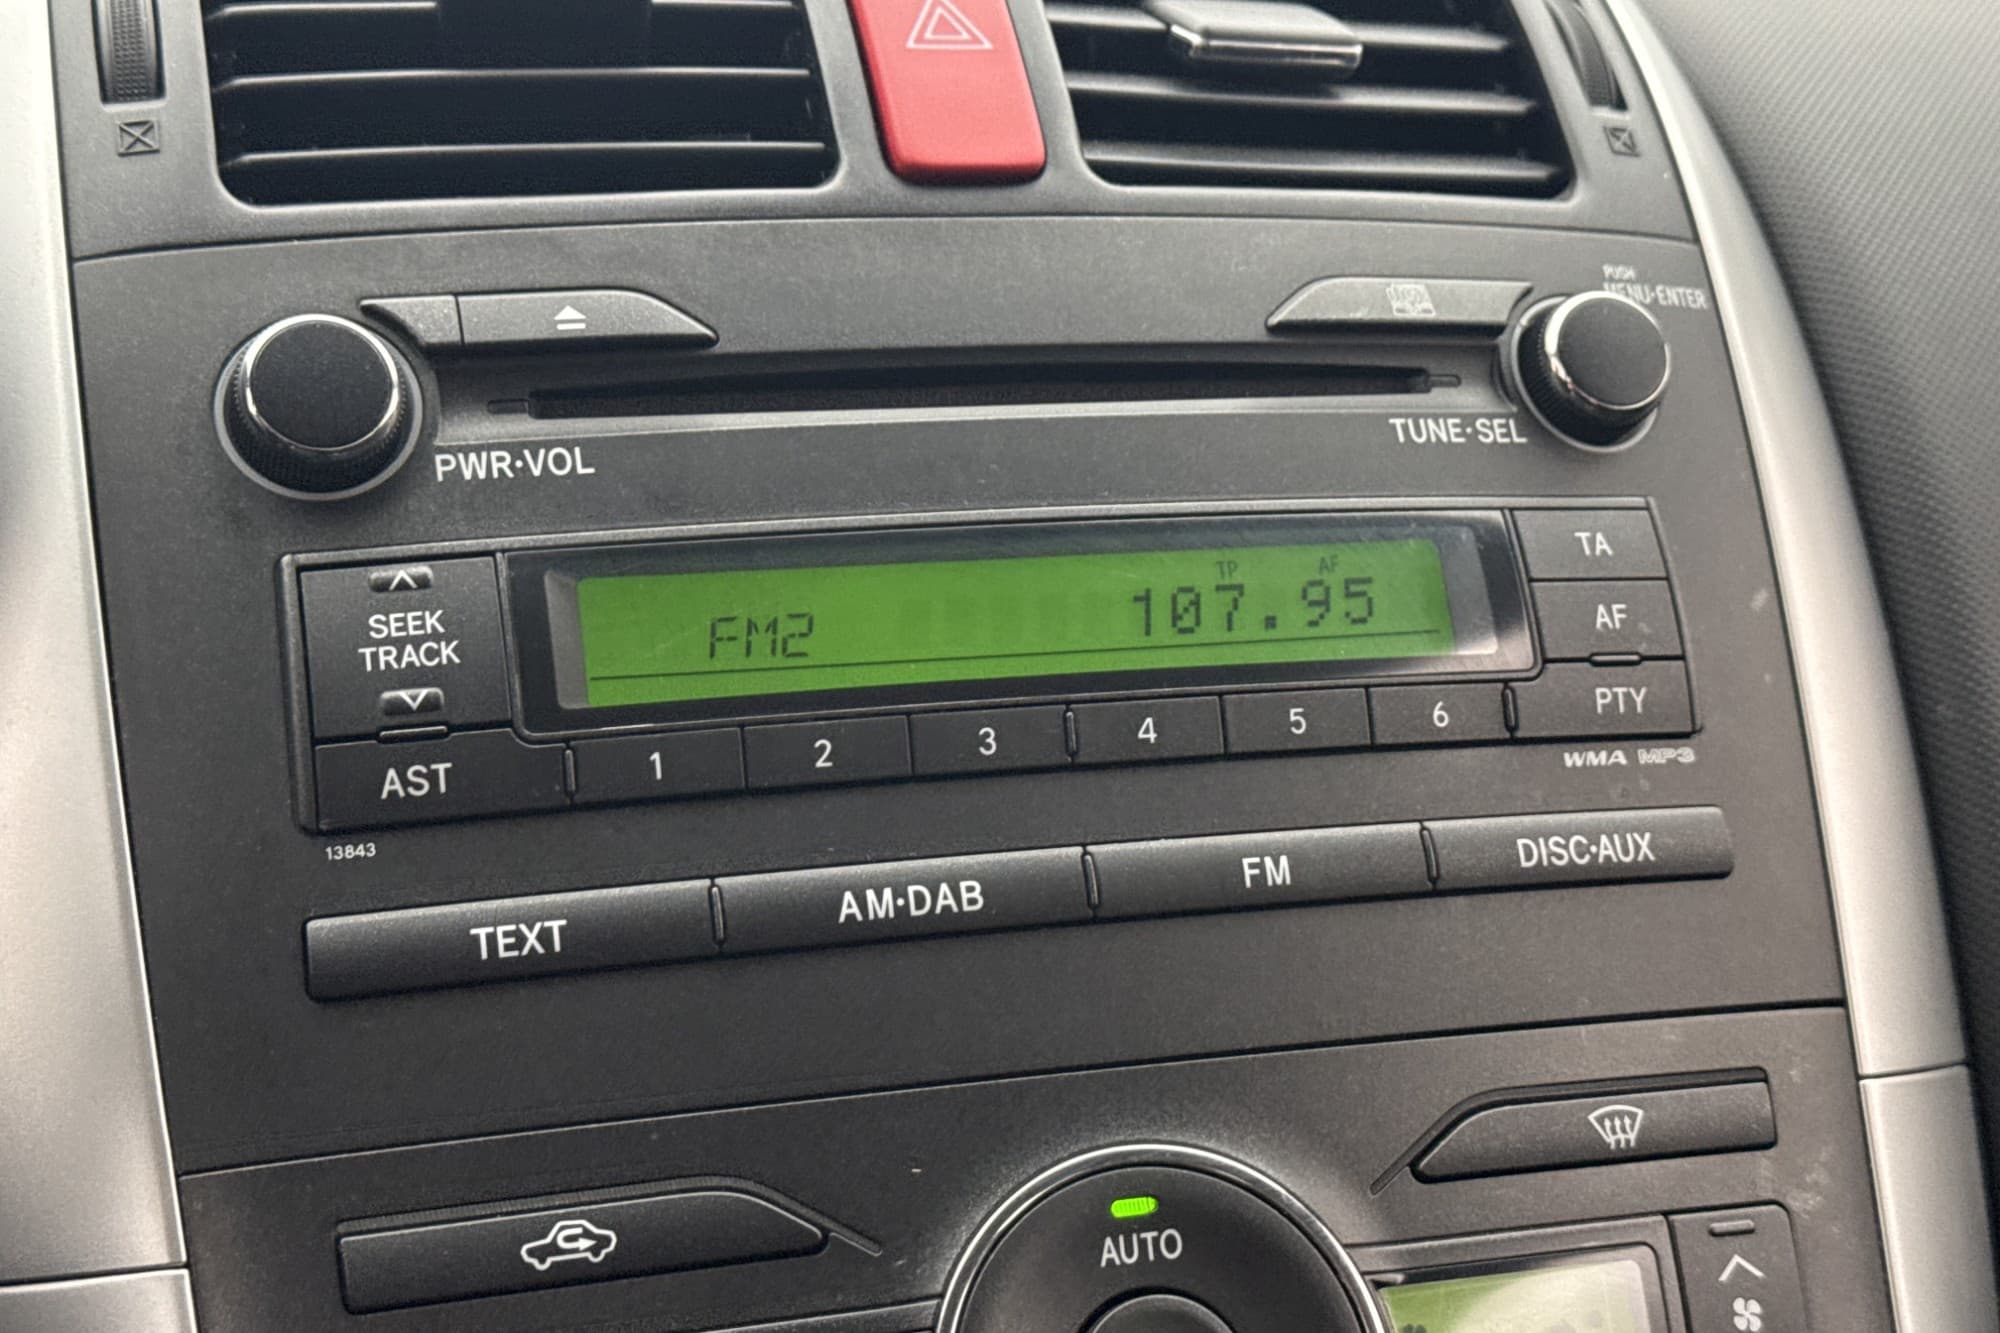 PUSH
MENU·ENTER
PWR·VOL
TUNE·SEL
SEEK
TRACK
FM2
TP
AF
107.95
TA
AF
PTY
AST
1
2
3
4
5
6
WMA MP3
13843
TEXT
AM·DAB
FM
DISC·AUX
AUTO